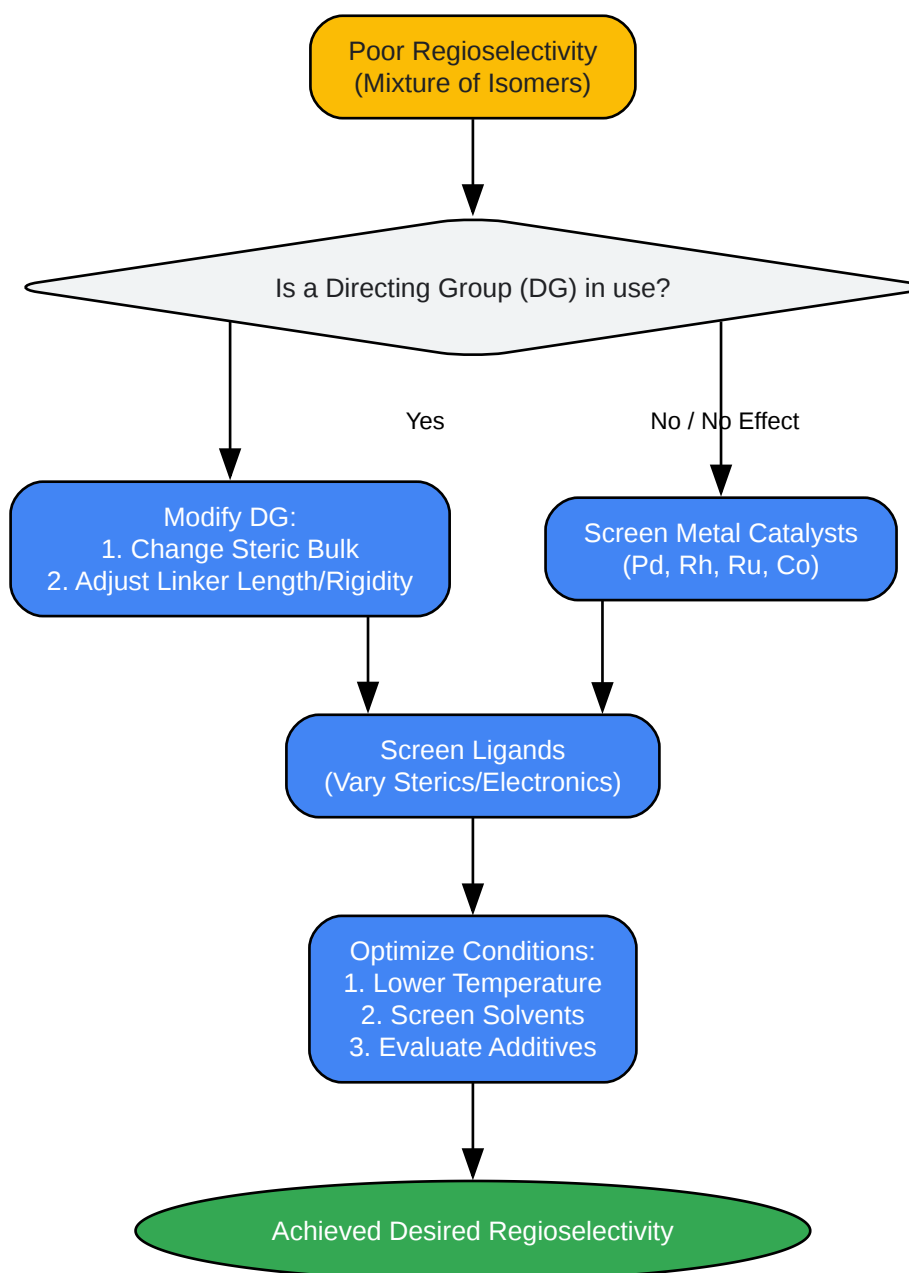 Poor Regioselectivity
(Mixture of Isomers)
Is a Directing Group (DG) in use?
Yes
No / No Effect
Modify DG:
1. Change Steric Bulk
2. Adjust Linker Length/Rigidity
Screen Metal Catalysts
(Pd, Rh, Ru, Co)
Screen Ligands
(Vary Sterics/Electronics)
Optimize Conditions:
1. Lower Temperature
2. Screen Solvents
3. Evaluate Additives
Achieved Desired Regioselectivity